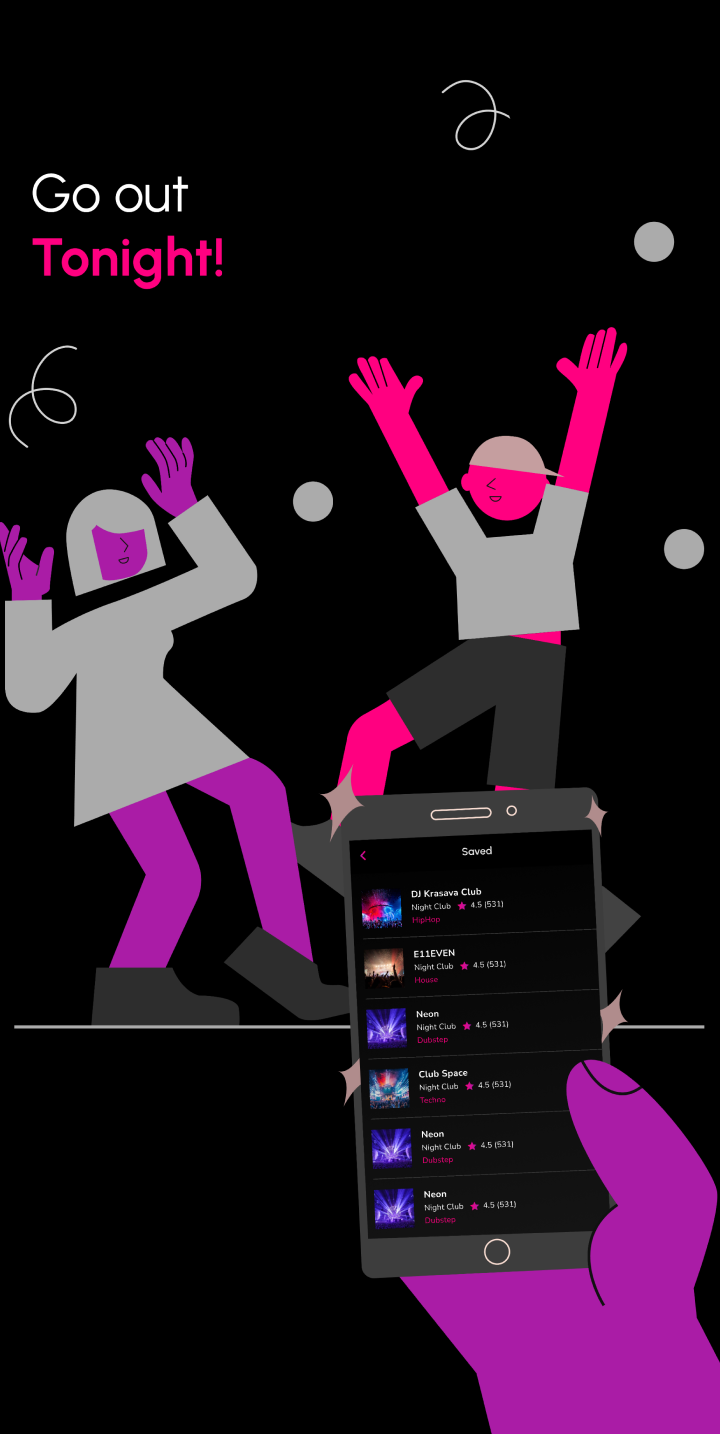 Go out
Tonight!
Saved
DJ Krasava Club
Night Club ★ 4.5 (531)
HipHop
E11EVEN
Night Club ★ 4.5 (531)
House
Neon
Night Club ★ 4.5 (531)
Dubstep
Club Space
Night Club ★ 4.5 (531)
Techno
Neon
Night Club ★ 4.5 (531)
Dubstep
Neon
Night Club ★ 4.5 (531)
Dubstep